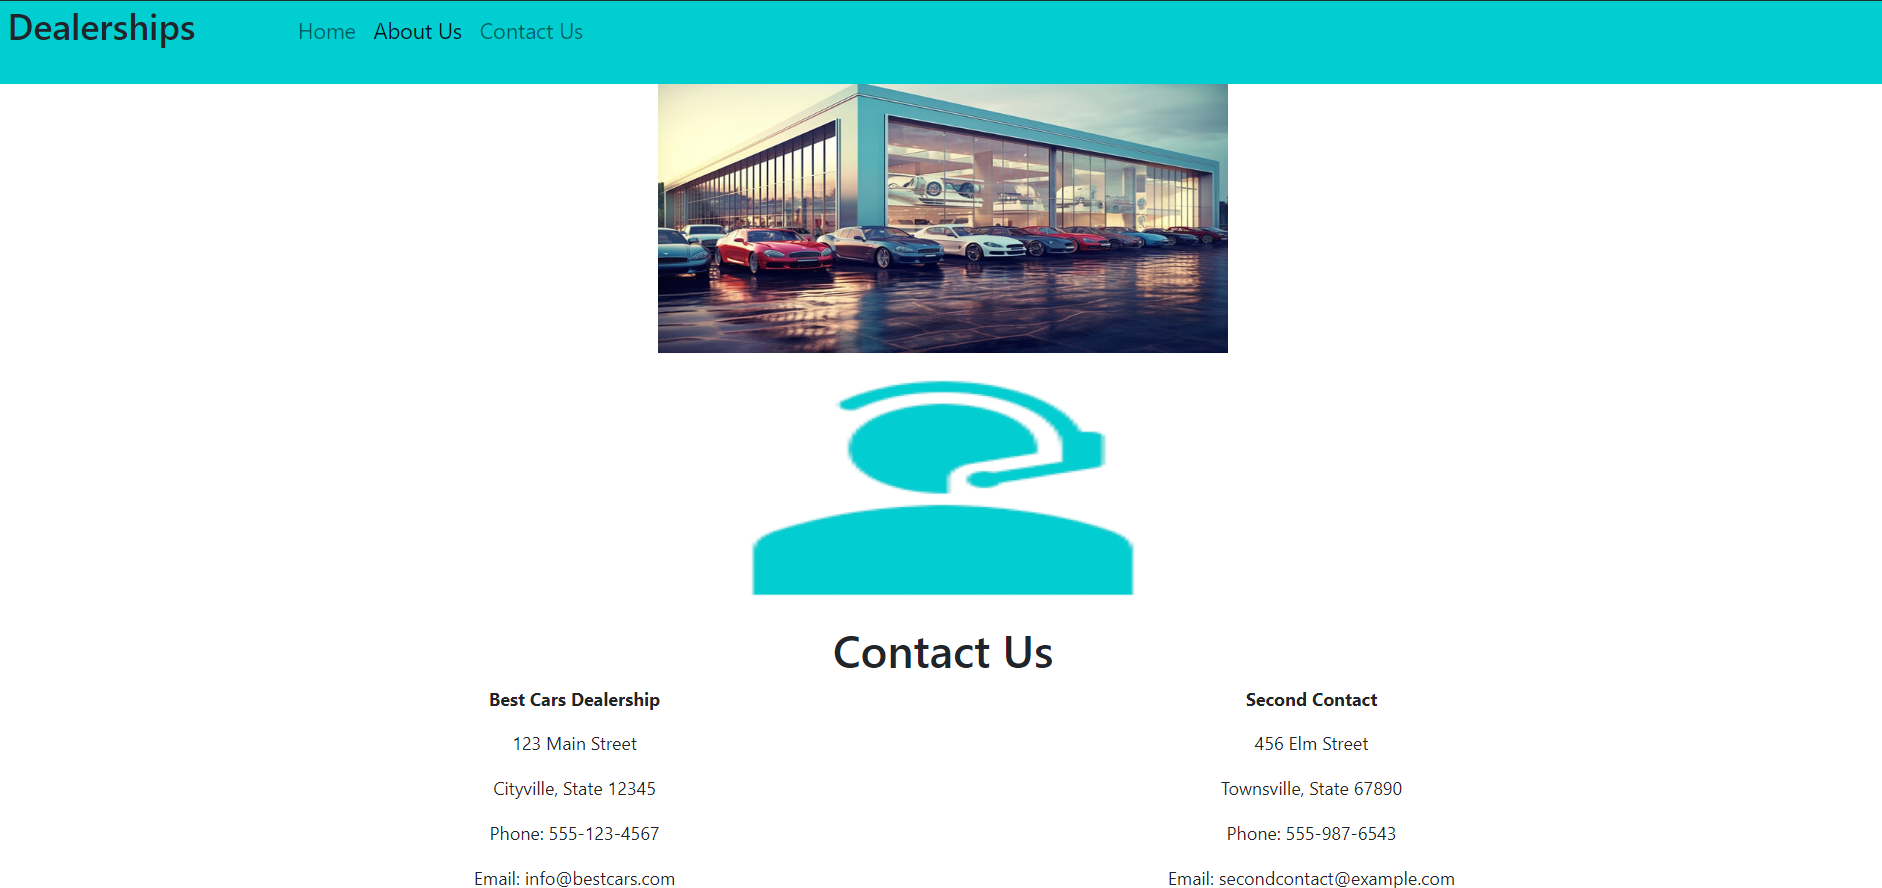 Dealerships
Home About Us Contact Us
Contact Us
Best Cars Dealership
123 Main Street
Cityville, State 12345
Phone: 555-123-4567
Email: info@bestcars.com
Second Contact
456 Elm Street
Townsville, State 67890
Phone: 555-987-6543
Email: secondcontact@example.com